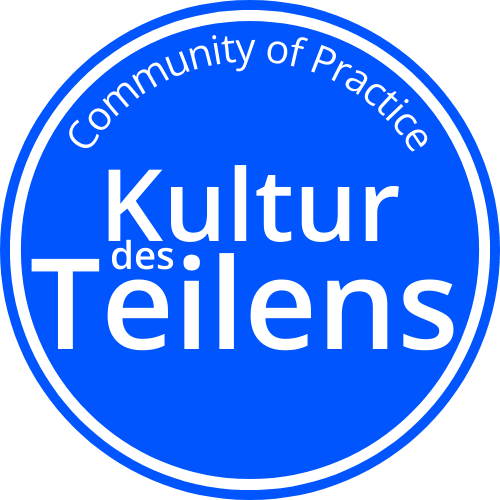 Community of Practice
Kultur
des
Teilens